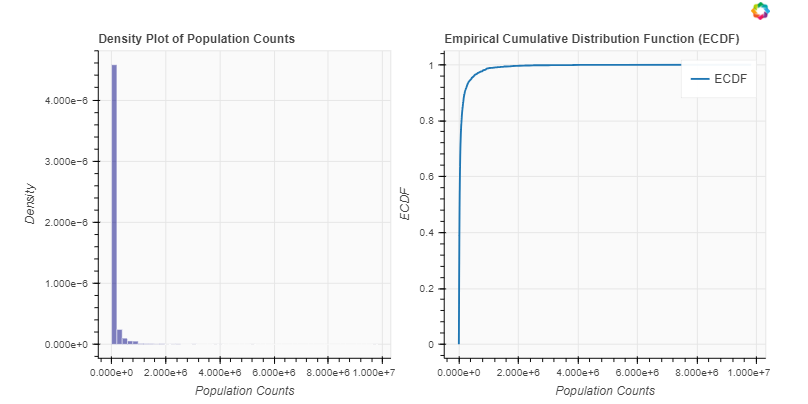 Density Plot of Population Counts
4.000e−6
3.000e−6
2.000e−6
1.000e−6
0.000e+0
Density
0.000e+0 2.000e+6 4.000e+6 6.000e+6 8.000e+6 1.000e+7
Population Counts
Empirical Cumulative Distribution Function (ECDF)
ECDF
1
0.8
0.6
0.4
0.2
0
ECDF
0.000e+0 2.000e+6 4.000e+6 6.000e+6 8.000e+6 1.000e+7
Population Counts